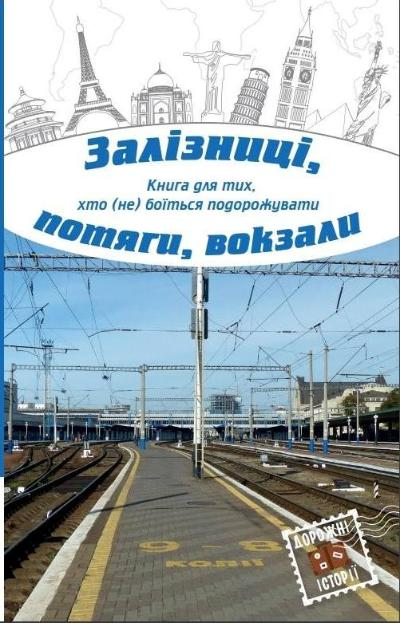 Залізниці,
Книга для тих,
хто (не) боїться подорожувати
потяги, вокзали
9 - 8
колії
ДОРОЖНІ
ІСТОРІЇ